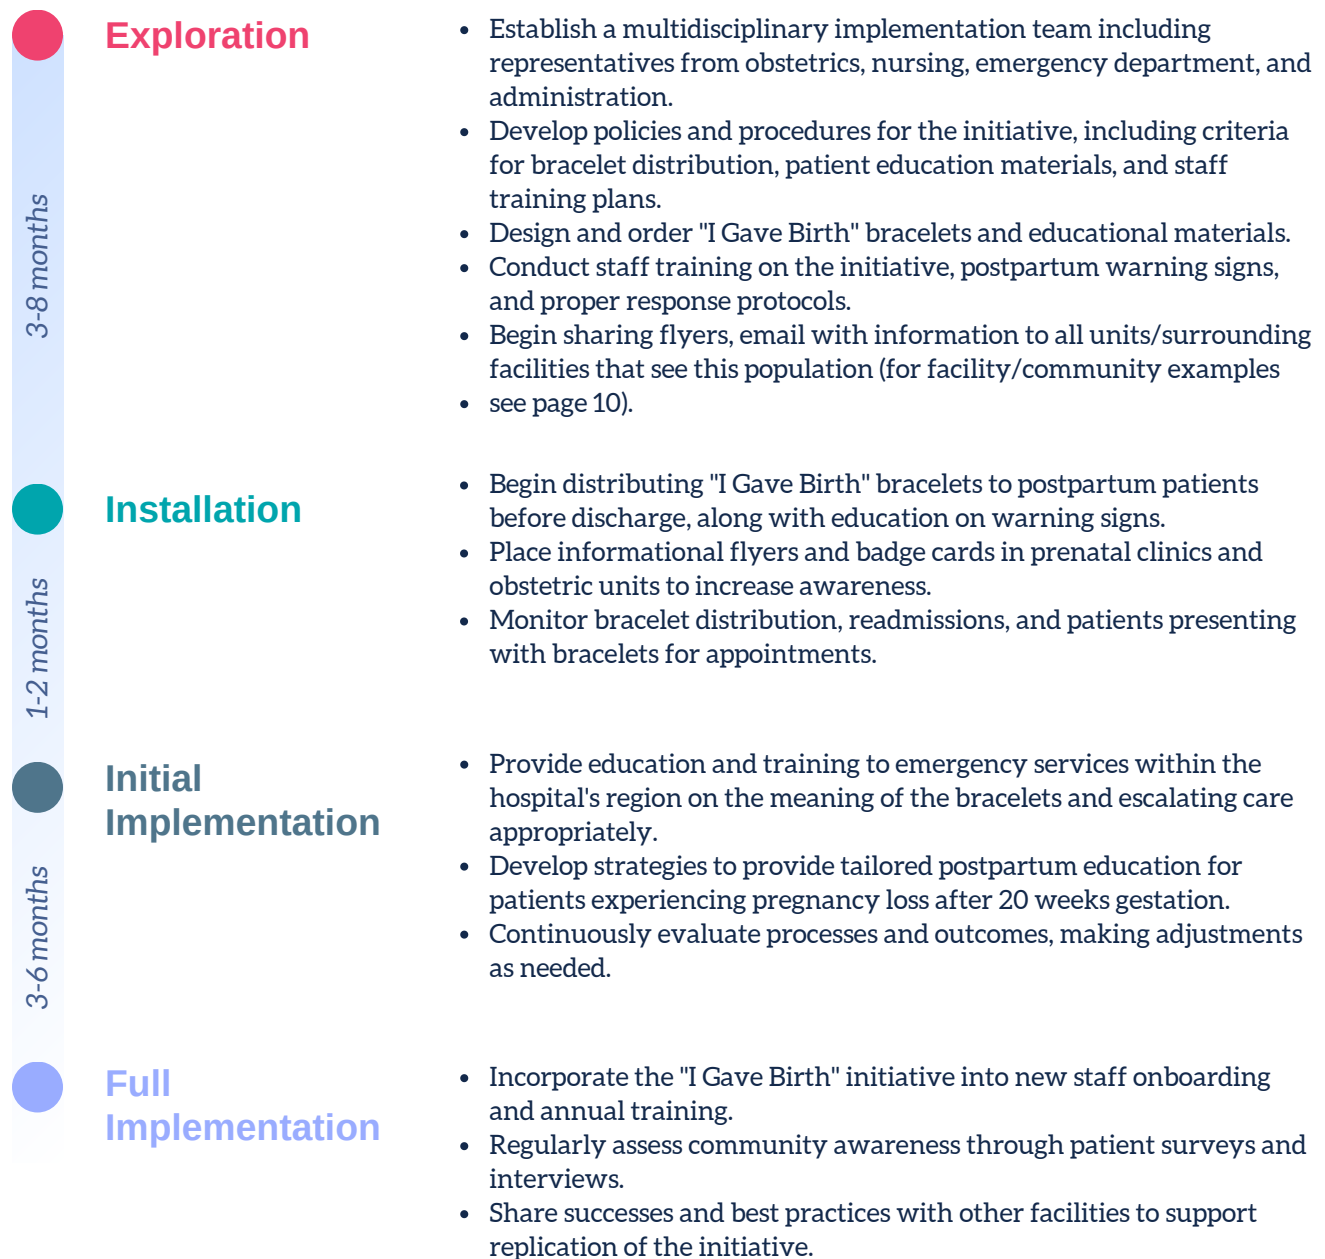 Exploration
• Establish a multidisciplinary implementation team including
representatives from obstetrics, nursing, emergency department, and
administration.
• Develop policies and procedures for the initiative, including criteria
for bracelet distribution, patient education materials, and staff
training plans.
• Design and order "I Gave Birth" bracelets and educational materials.
• Conduct staff training on the initiative, postpartum warning signs,
and proper response protocols.
• Begin sharing flyers, email with information to all units/surrounding
facilities that see this population (for facility/community examples
• see page 10).
3-8 months
Installation
• Begin distributing "I Gave Birth" bracelets to postpartum patients
before discharge, along with education on warning signs.
• Place informational flyers and badge cards in prenatal clinics and
obstetric units to increase awareness.
• Monitor bracelet distribution, readmissions, and patients presenting
with bracelets for appointments.
1-2 months
Initial
Implementation
• Provide education and training to emergency services within the
hospital's region on the meaning of the bracelets and escalating care
appropriately.
• Develop strategies to provide tailored postpartum education for
patients experiencing pregnancy loss after 20 weeks gestation.
• Continuously evaluate processes and outcomes, making adjustments
as needed.
3-6 months
Full
Implementation
• Incorporate the "I Gave Birth" initiative into new staff onboarding
and annual training.
• Regularly assess community awareness through patient surveys and
interviews.
• Share successes and best practices with other facilities to support
replication of the initiative.